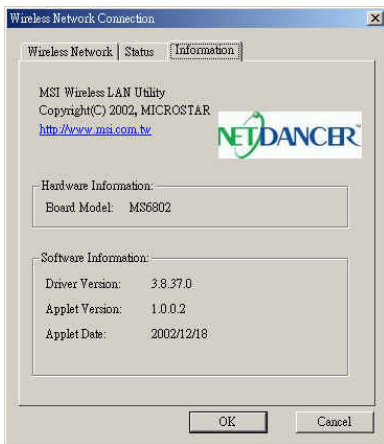 Wireless Network Connection
Wireless Network Status Information
MSI Wireless LAN Utility
Copyright(C) 2002, MICROSTAR
http://www.msi.com.tw
NETDANCER
Hardware Information:
Board Model: MS6802
Software Information:
Driver Version: 3.8.37.0
Applet Version: 1.0.0.2
Applet Date: 2002/12/18
OK Cancel